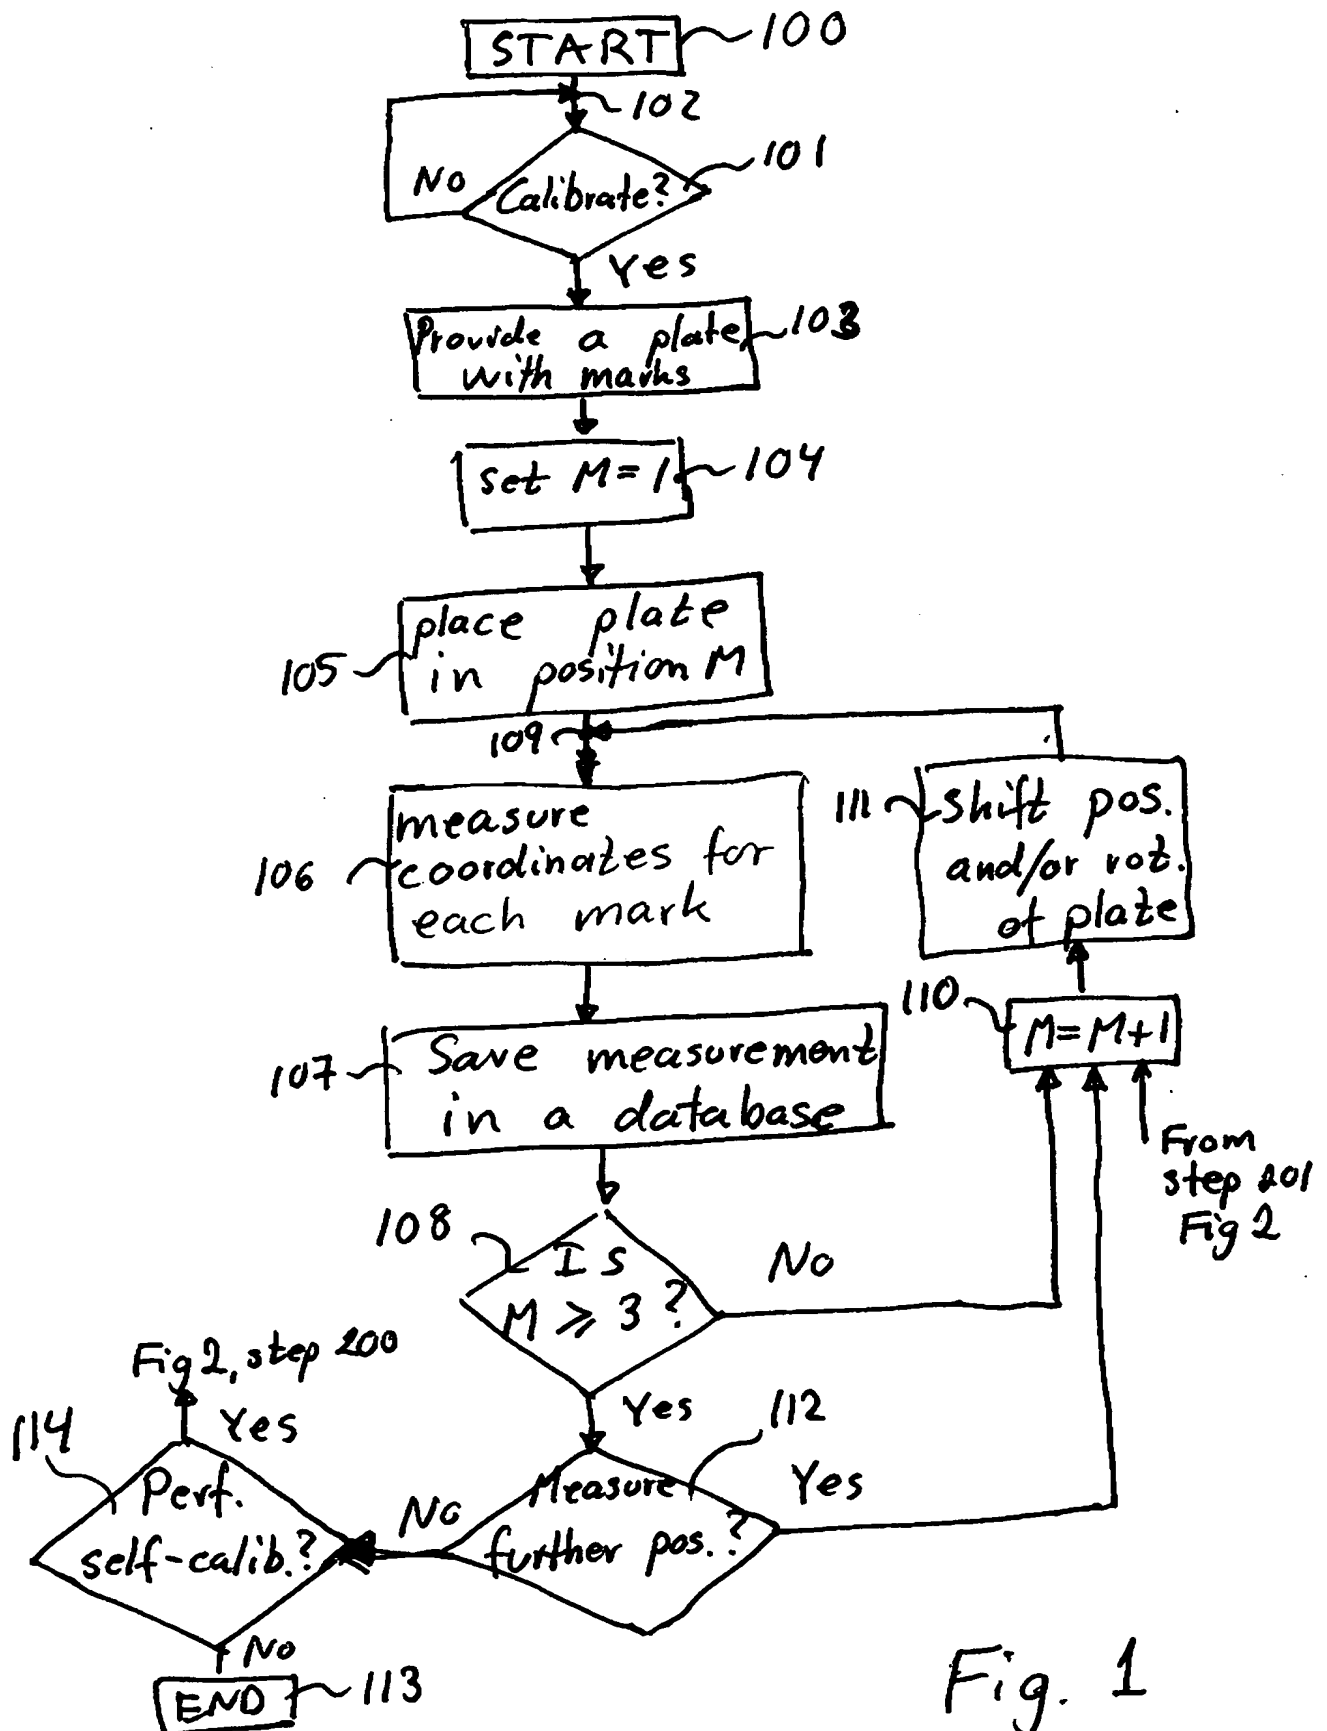 START
100
102
101
No
Calibrate?
Yes
Provide a plate,
with marks
103
set M=1
104
place plate
in position M
105
109
measure
coordinates for
each mark
106
111
shift pos.
and/or rot.
of plate
110
M=M+1
Save measurement
in a database
107
From
step 201
Fig 2
108
Is
M ⩾ 3 ?
No
Fig 2, step 200
Yes
112
114
Yes
Perf.
self-calib.?
No
Measure
further pos.?
Yes
No
END
113
Fig. 1